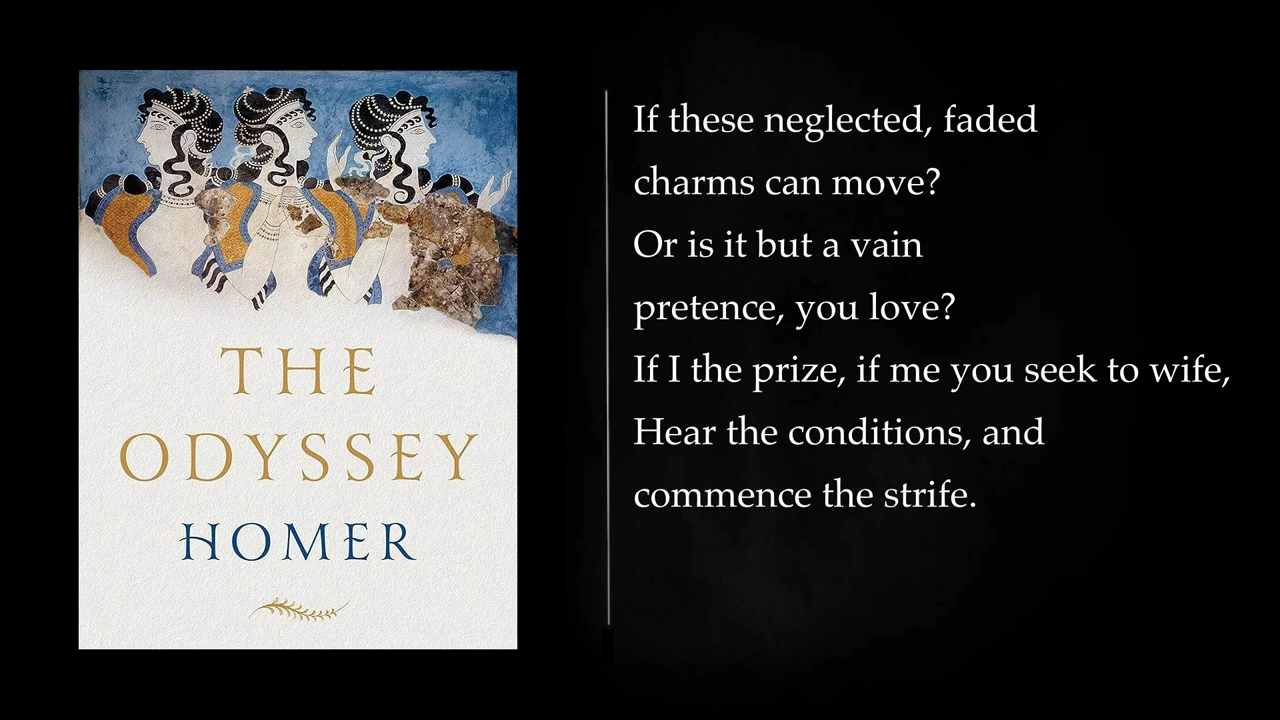 THE
ODYSSEY
HOMER
If these neglected, faded
charms can move?
Or is it but a vain
pretence, you love?
If I the prize, if me you seek to wife,
Hear the conditions, and
commence the strife.